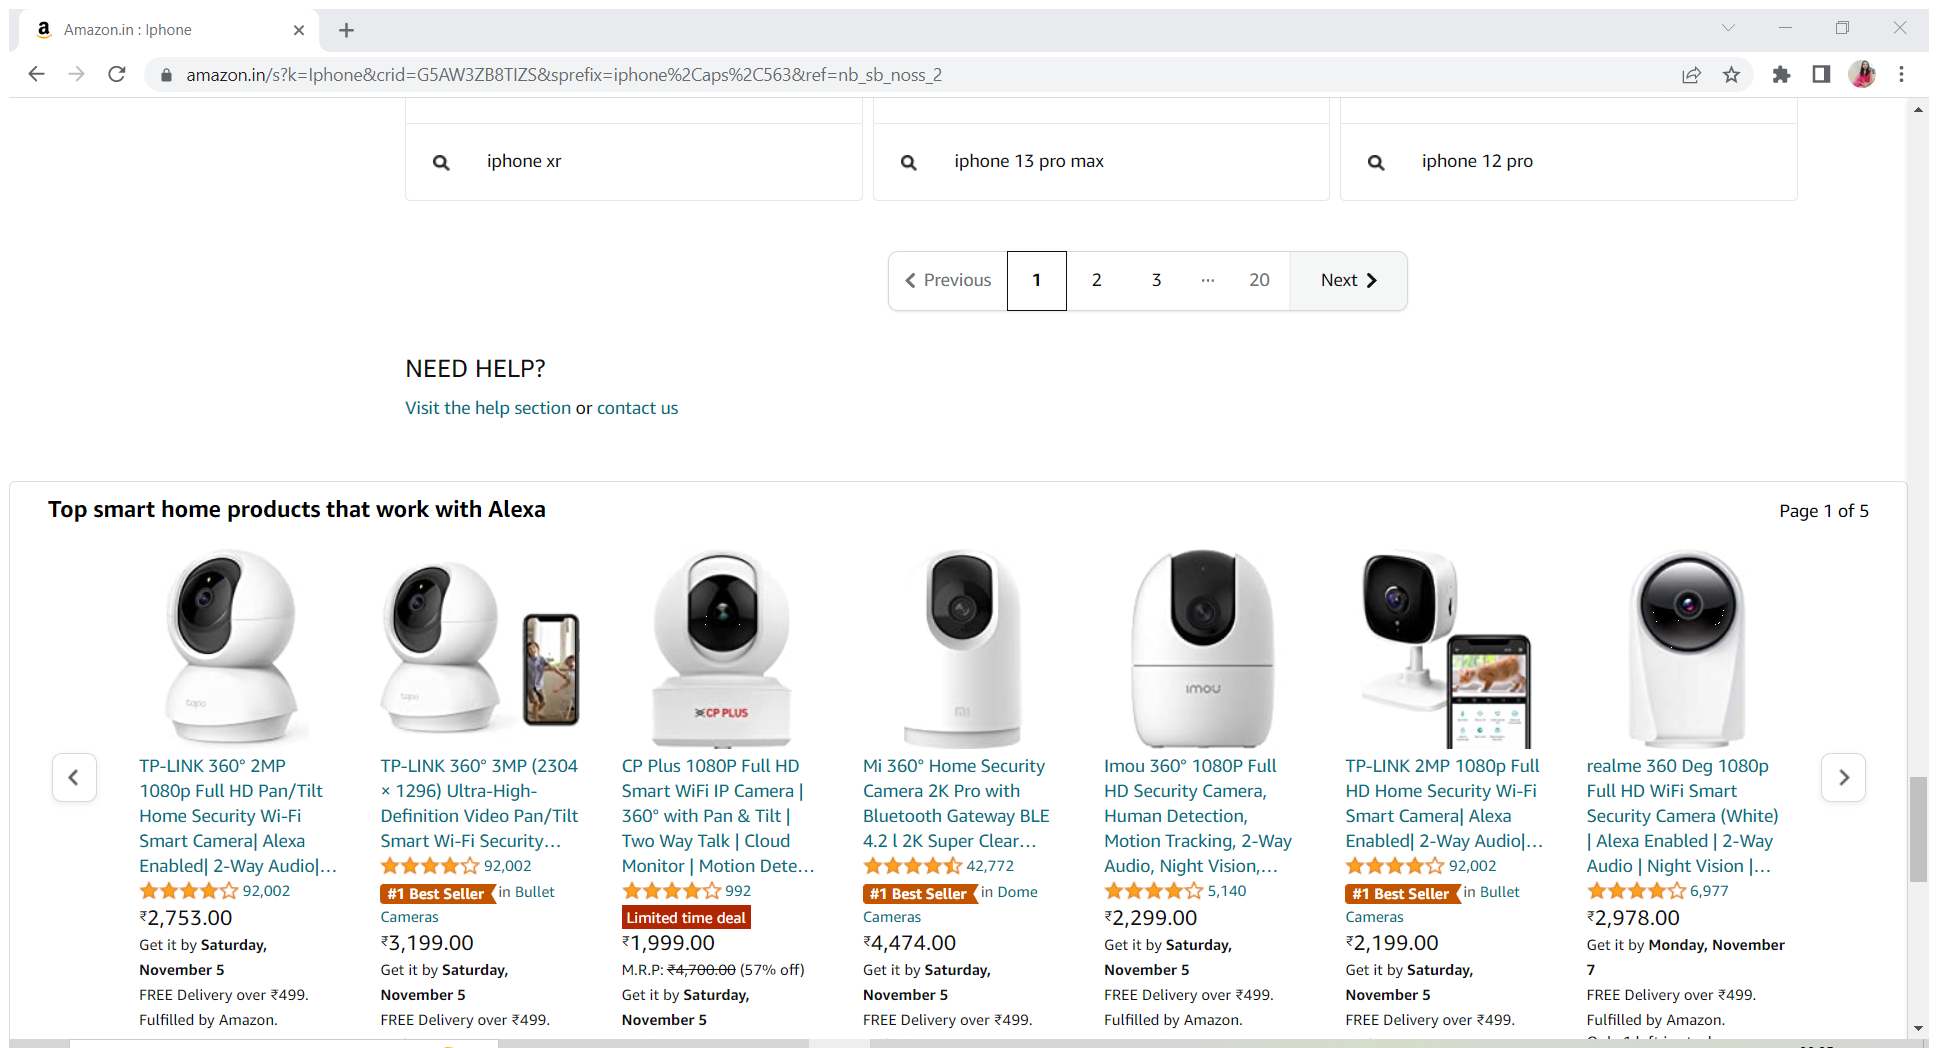 Amazon.in : Iphone
amazon.in/s?k=Iphone&crid=G5AW3ZB8TIZS&sprefix=iphone%2Caps%2C563&ref=nb_sb_noss_2
iphone xr
iphone 13 pro max
iphone 12 pro
Previous 1 2 3 ... 20 Next
NEED HELP?
Visit the help section or contact us
Top smart home products that work with Alexa
Page 1 of 5
tapo
TP-LINK 360° 2MP
1080p Full HD Pan/Tilt
Home Security Wi-Fi
Smart Camera| Alexa
Enabled| 2-Way Audio|...
92,002
₹2,753.00
Get it by Saturday,
November 5
FREE Delivery over ₹499.
Fulfilled by Amazon.
tapo
TP-LINK 360° 3MP (2304
× 1296) Ultra-High-
Definition Video Pan/Tilt
Smart Wi-Fi Security...
92,002
#1 Best Seller in Bullet
Cameras
₹3,199.00
Get it by Saturday,
November 5
FREE Delivery over ₹499.
CP PLUS
CP Plus 1080P Full HD
Smart WiFi IP Camera |
360° with Pan & Tilt |
Two Way Talk | Cloud
Monitor | Motion Dete...
992
Limited time deal
₹1,999.00
M.R.P: ₹4,700.00 (57% off)
Get it by Saturday,
November 5
MI
Mi 360° Home Security
Camera 2K Pro with
Bluetooth Gateway BLE
4.2 l 2K Super Clear...
42,772
#1 Best Seller in Dome
Cameras
₹4,474.00
Get it by Saturday,
November 5
FREE Delivery over ₹499.
imou
Imou 360° 1080P Full
HD Security Camera,
Human Detection,
Motion Tracking, 2-Way
Audio, Night Vision,...
5,140
₹2,299.00
Get it by Saturday,
November 5
FREE Delivery over ₹499.
Fulfilled by Amazon.
TP-LINK 2MP 1080p Full
HD Home Security Wi-Fi
Smart Camera| Alexa
Enabled| 2-Way Audio|...
92,002
#1 Best Seller in Bullet
Cameras
₹2,199.00
Get it by Saturday,
November 5
FREE Delivery over ₹499.
realme 360 Deg 1080p
Full HD WiFi Smart
Security Camera (White)
| Alexa Enabled | 2-Way
Audio | Night Vision |...
6,977
₹2,978.00
Get it by Monday, November
7
FREE Delivery over ₹499.
Fulfilled by Amazon.